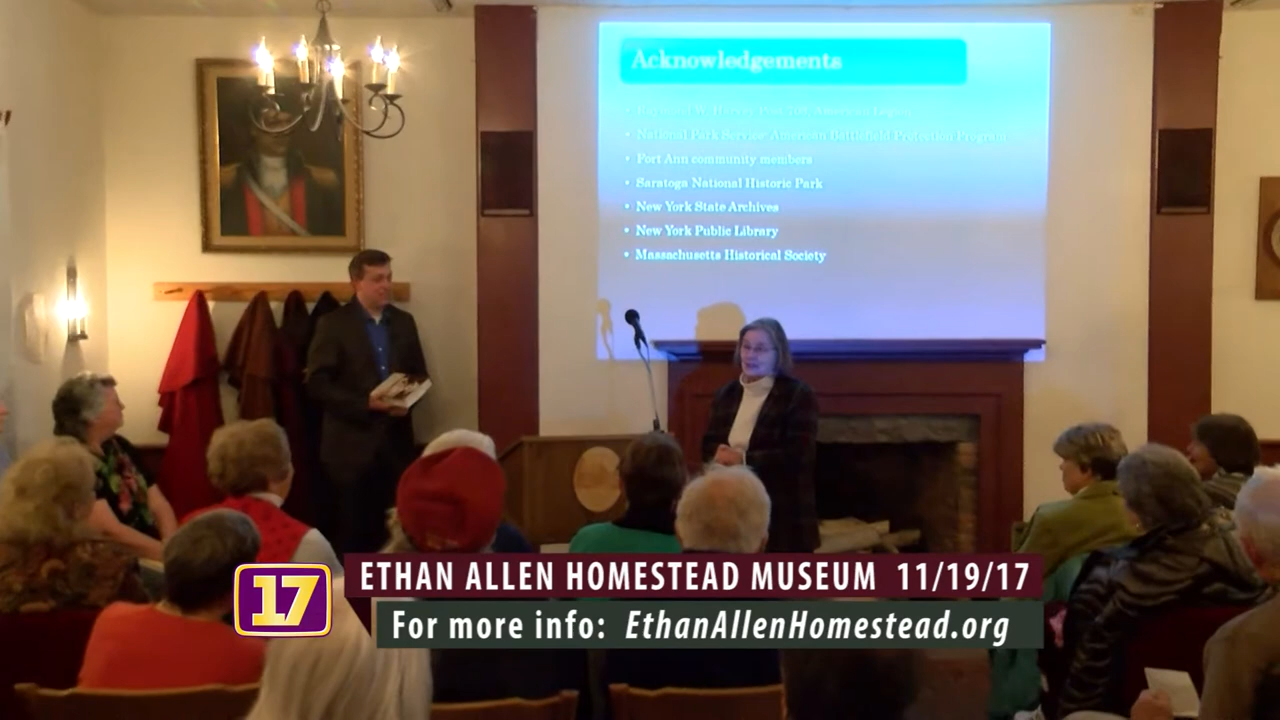 Acknowledgements
• National Park Service American Battlefield Protection Program
• Fort Ann community members
• Saratoga National Historic Park
• New York State Archives
• New York Public Library
• Massachusetts Historical Society
17
ETHAN ALLEN HOMESTEAD MUSEUM 11/19/17
For more info: EthanAllenHomestead.org